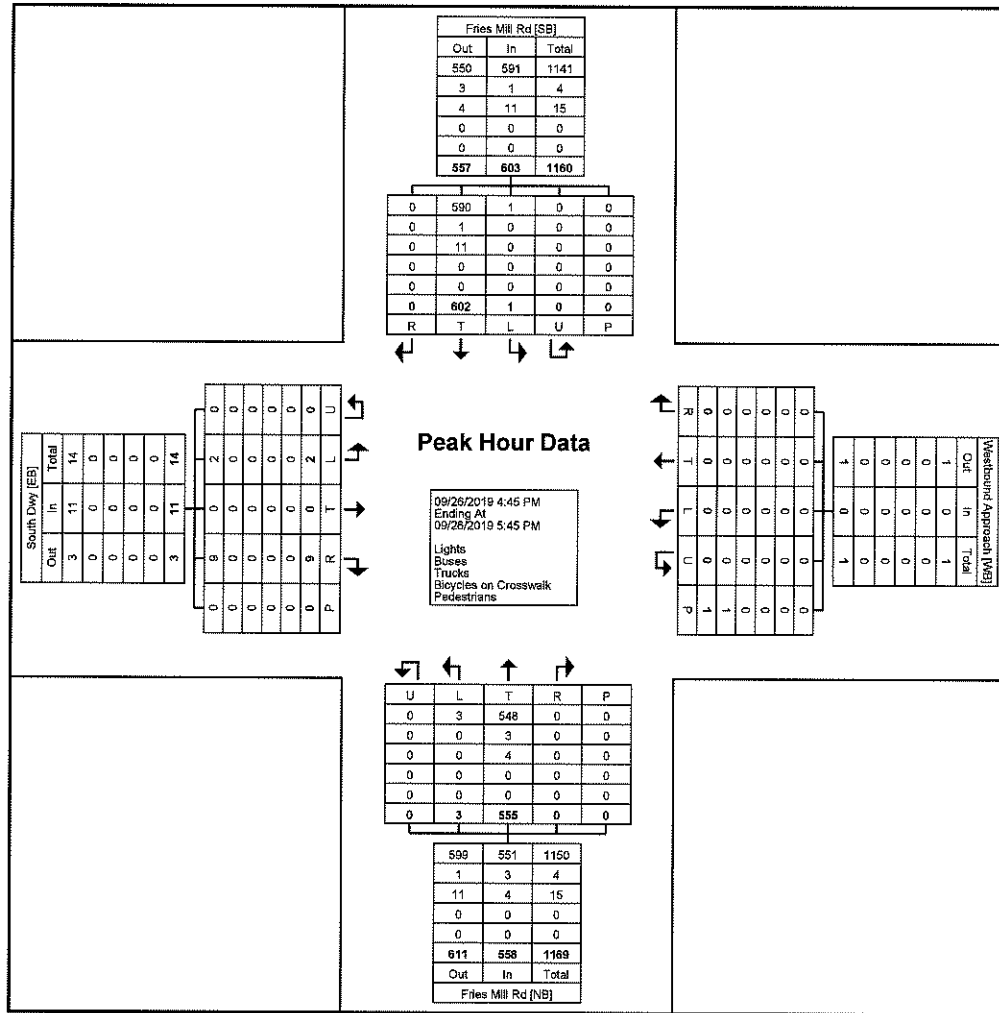 Fries Mill Rd [SB]
Out In Total
550 591 1141
3 1 4
4 11 15
0 0 0
0 0 0
557 603 1160
0 590 1 0 0
0 1 0 0 0
0 11 0 0 0
0 0 0 0 0
0 0 0 0 0
0 602 1 0 0
R T L U P
South Dwy [EB]
Total 14 0 0 0 0 14
In 11 0 0 0 0 11
Out 3 0 0 0 0 3
0 0 0 0 0 0 U
2 0 0 0 0 2 L
0 0 0 0 0 0 T
9 0 0 0 0 9 R
0 0 0 0 0 0 P
Peak Hour Data
09/26/2019 4:45 PM
Ending At
09/26/2019 5:45 PM
Lights
Buses
Trucks
Bicycles on Crosswalk
Pedestrians
R 0 0 0 0 0 0
T 0 0 0 0 0 0
L 0 0 0 0 0 0
U 0 0 0 0 0 0
P 1 1 0 0 0 0
1 0 0 0 0 1 Out
0 0 0 0 0 0 In
1 0 0 0 0 1 Total
Westbound Approach [WB]
U L T R P
0 3 548 0 0
0 0 3 0 0
0 0 4 0 0
0 0 0 0 0
0 0 0 0 0
0 3 555 0 0
599 551 1150
1 3 4
11 4 15
0 0 0
0 0 0
611 558 1169
Out In Total
Fries Mill Rd [NB]